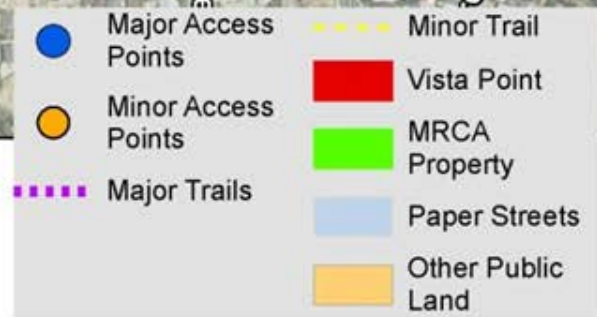 Major Access
Points
Minor Access
Points
Major Trails
Minor Trail
Vista Point
MRCA
Property
Paper Streets
Other Public
Land